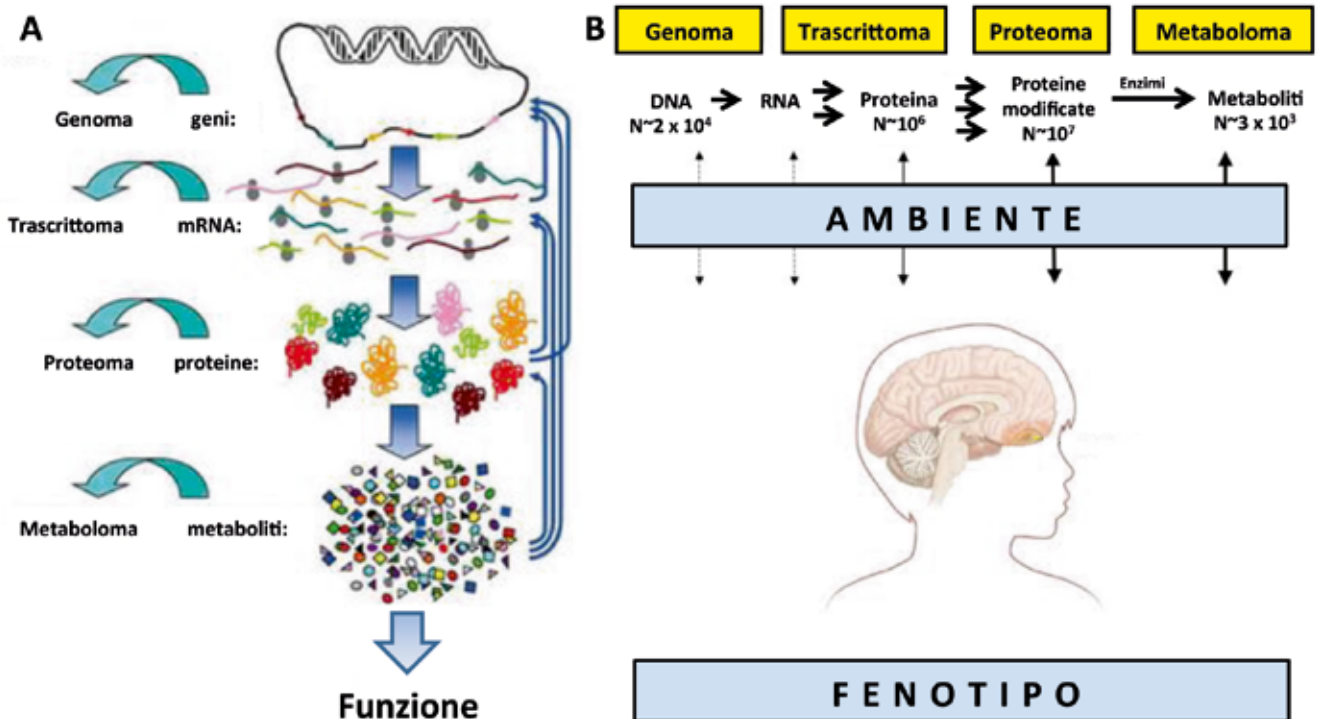 A
Genoma geni:
Trascrittoma mRNA:
Proteoma proteine:
Metaboloma metaboliti:
Funzione
B
Genoma Trascrittoma Proteoma Metaboloma
DNA
N~2 x 10⁴
RNA
Proteina
N~10⁶
Proteine
modificate
N~10⁷
Enzimi
Metaboliti
N~3 x 10³
AMBIENTE
FENOTIPO